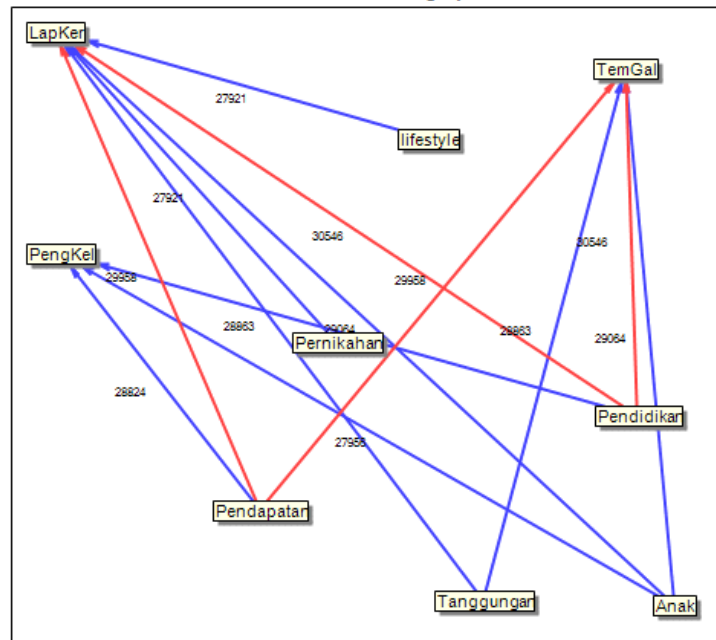 LapKer
TemGal
27921
lifestyle
27921
30546
30546
PengKel
29958
29958
28863
29064
28863
29064
Pernikahan
28824
Pendidikan
27956
Pendapatan
Tanggungan
Anak